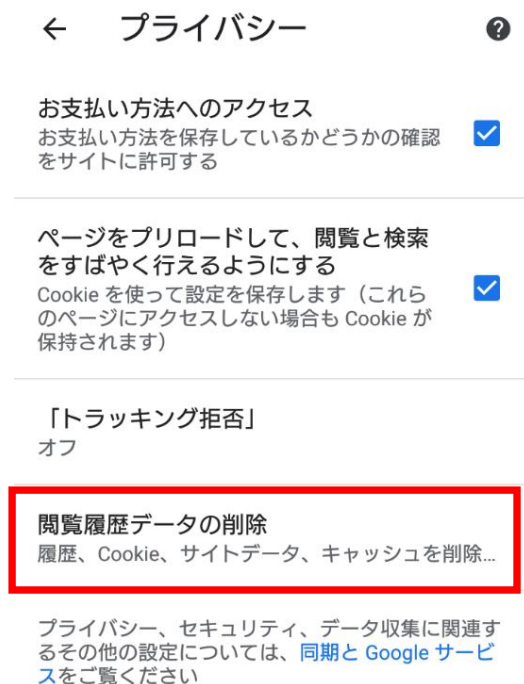 プライバシー
お支払い方法へのアクセス
お支払い方法を保存しているかどうかの確認
をサイトに許可する
ページをプリロードして、閲覧と検索
をすばやく行えるようにする
Cookie を使って設定を保存します（これら
のページにアクセスしない場合も Cookie が
保持されます）
「トラッキング拒否」
オフ
閲覧履歴データの削除
履歴、Cookie、サイトデータ、キャッシュを削除…
プライバシー、セキュリティ、データ収集に関連す
るその他の設定については、同期と Google サービ
スをご覧ください